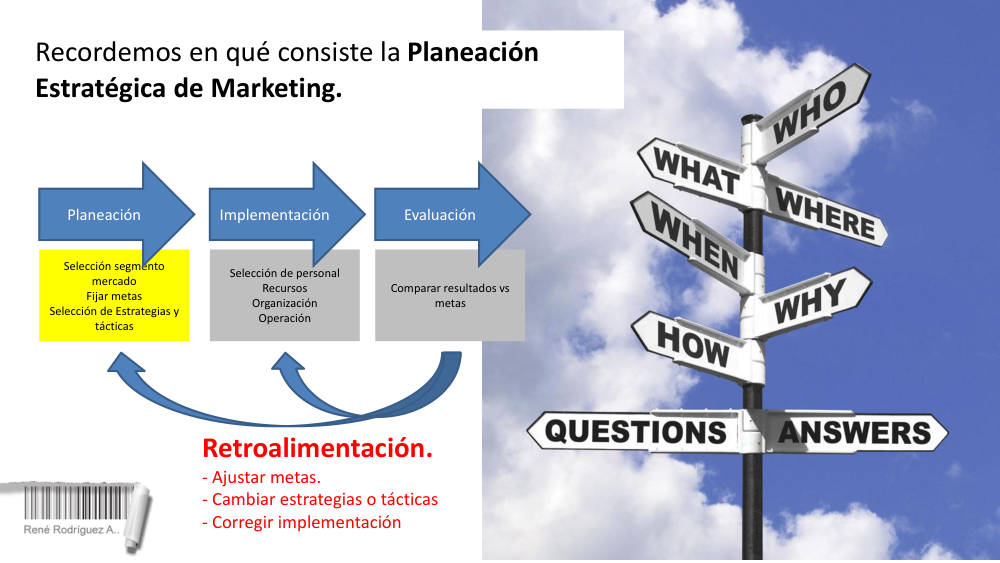 Recordemos en qué consiste la Planeación
Estratégica de Marketing.
Planeación
Implementación
Evaluación
Selección segmento
mercado
Fijar metas
Selección de Estrategias y
tácticas
Selección de personal
Recursos
Organización
Operación
Comparar resultados vs
metas
Retroalimentación.
- Ajustar metas.
- Cambiar estrategias o tácticas
- Corregir implementación
René Rodríguez A..
WHO
WHAT
WHERE
WHEN
WHY
HOW
QUESTIONS
ANSWERS